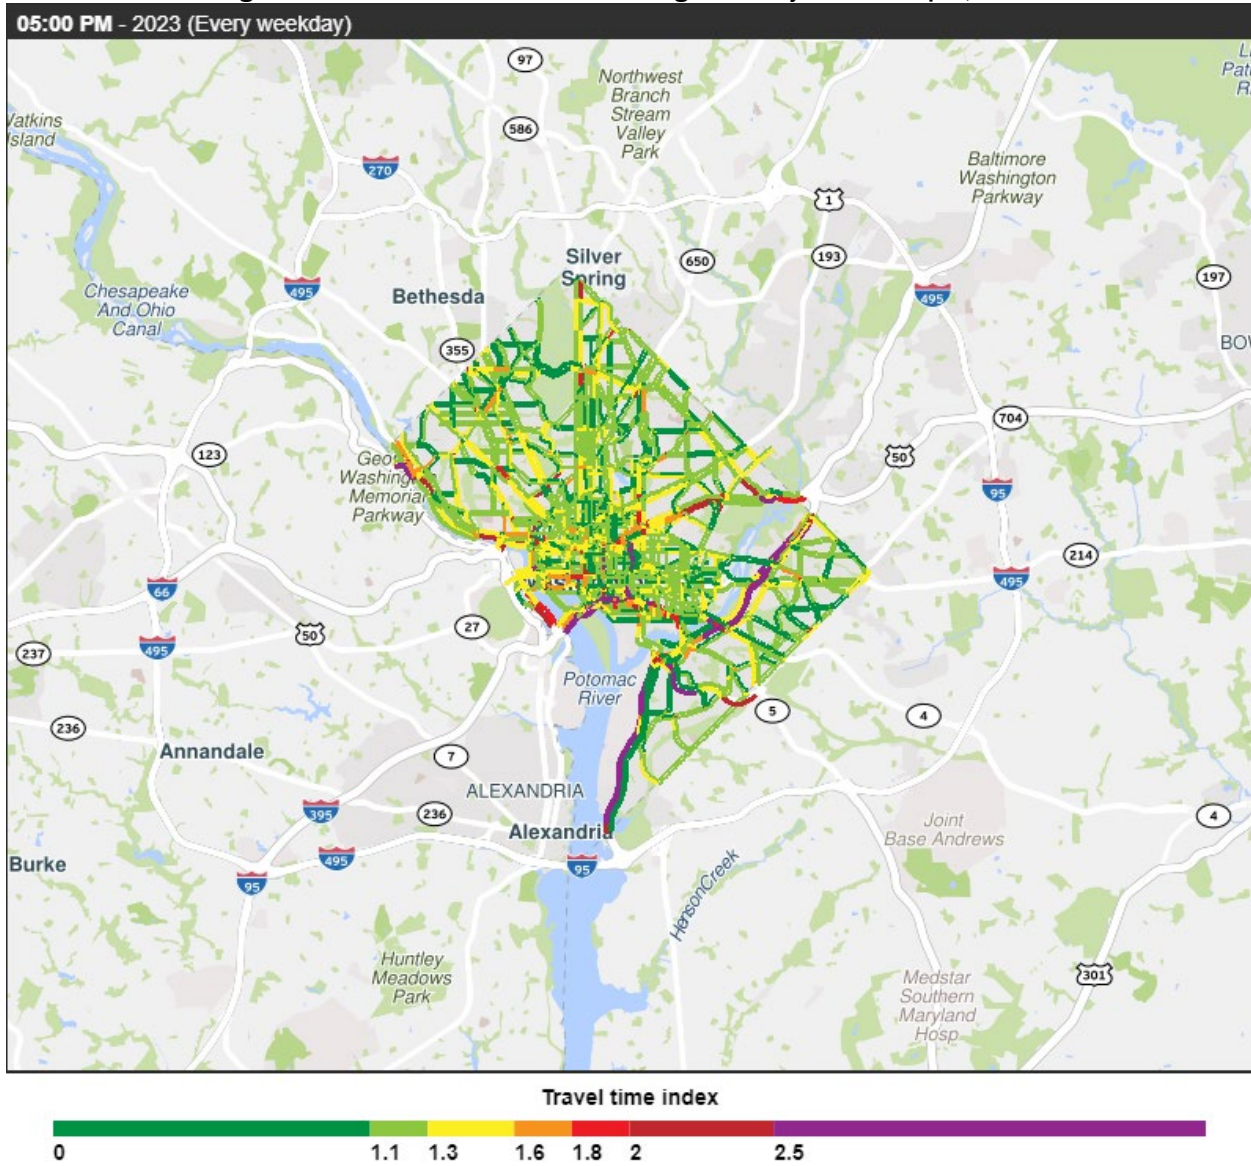 05:00 PM - 2023 (Every weekday)
97
Northwest
Branch
Stream
Valley
Park
586
270
Baltimore
Washington
Parkway
1
Silver
Spring
650
193
495
197
Chesapeake
And Ohio
Canal
495
Bethesda
355
704
123
50
95
Washing
Memorial
Parkway
214
66
495
50
27
237
495
Potomac
River
5
4
236
Annandale
7
ALEXANDRIA
395
236
Alexandria
Joint
Base Andrews
4
Burke
495
95
95
Henson Creek
Huntley
Meadows
Park
Medstar
Southern
Maryland
Hosp
301
Travel time index
0 1.1 1.3 1.6 1.8 2 2.5